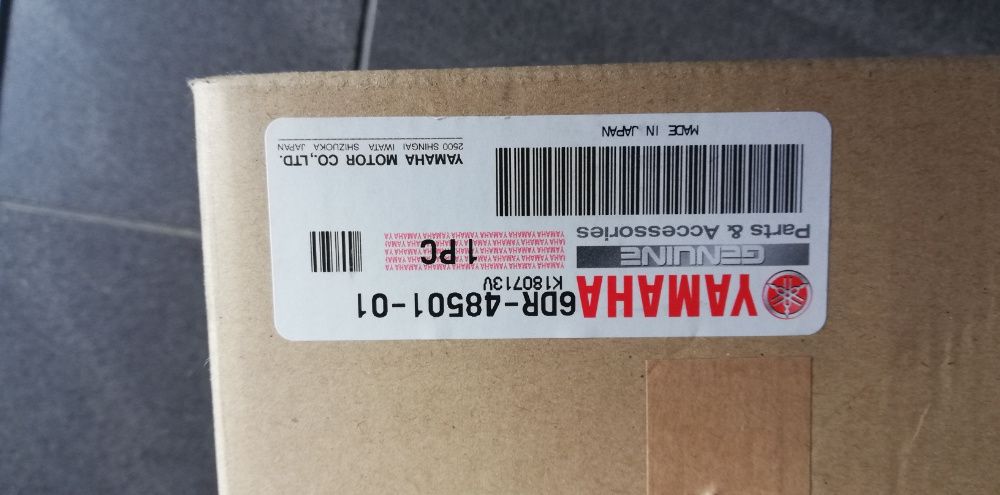 YAMAHA 6DR-48501-01
K180713V
GENUINE
Parts & Accessories
1 PC
YAMAHA MOTOR CO.,LTD.
2500 SHINGAI IWATA SHIZUOKA JAPAN
MADE IN JAPAN